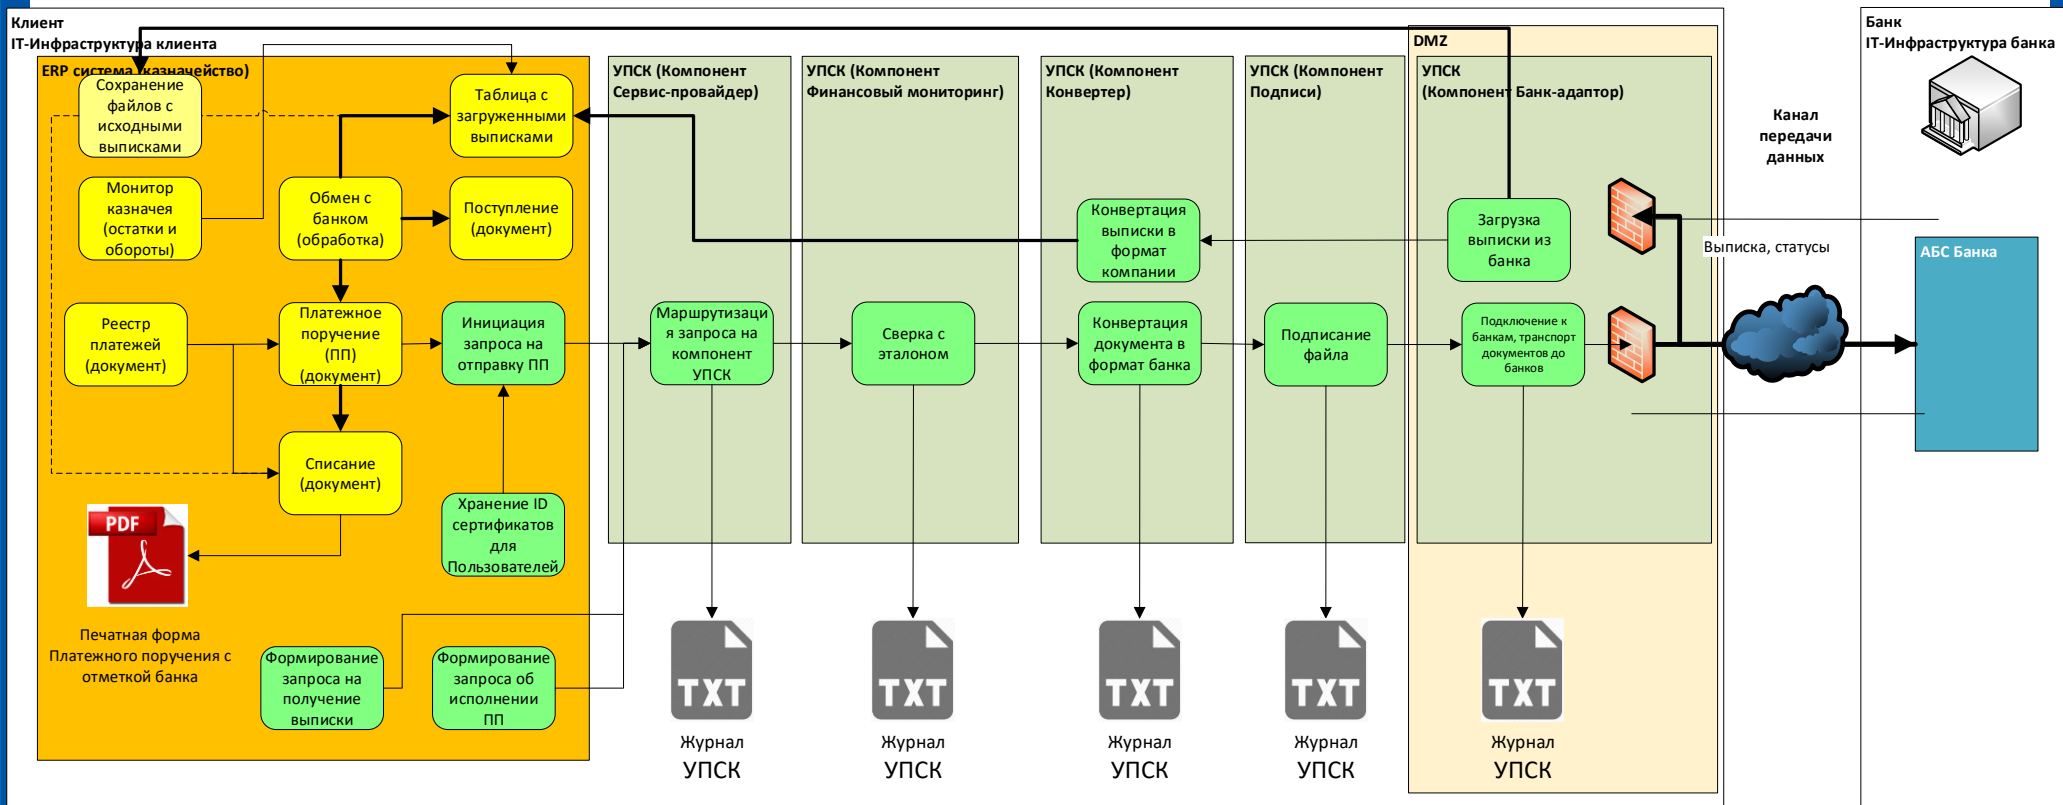 Клиент
IT-Инфраструктура клиента
ERP система (казначейство)
Сохранение
файлов с
исходными
выписками
Таблица с
загруженными
выписками
Монитор
казначея
(остатки и
обороты)
Обмен с
банком
(обработка)
Поступление
(документ)
Реестр
платежей
(документ)
Платежное
поручение
(ПП)
(документ)
Инициация
запроса на
отправку ПП
Списание
(документ)
Хранение ID
сертификатов
для
Пользователей
PDF
Печатная форма
Платежного поручения с
отметкой банка
Формирование
запроса на
получение
выписки
Формирование
запроса об
исполнении
ПП
УПСК (Компонент
Сервис-провайдер)
Маршрутизаци
я запроса на
компонент
УПСК
TXT
Журнал
УПСК
УПСК (Компонент
Финансовый мониторинг)
Сверка с
эталоном
TXT
Журнал
УПСК
УПСК (Компонент
Конвертер)
Конвертация
выписки в
формат
компании
Конвертация
документа в
формат банка
TXT
Журнал
УПСК
УПСК (Компонент
Подписи)
Подписание
файла
TXT
Журнал
УПСК
DMZ
УПСК
(Компонент Банк-адаптор)
Загрузка
выписки из
банка
Подключение к
банкам, транспорт
документов до
банков
TXT
Журнал
УПСК
Канал
передачи
данных
Выписка, статусы
Банк
IT-Инфраструктура банка
АБС Банка